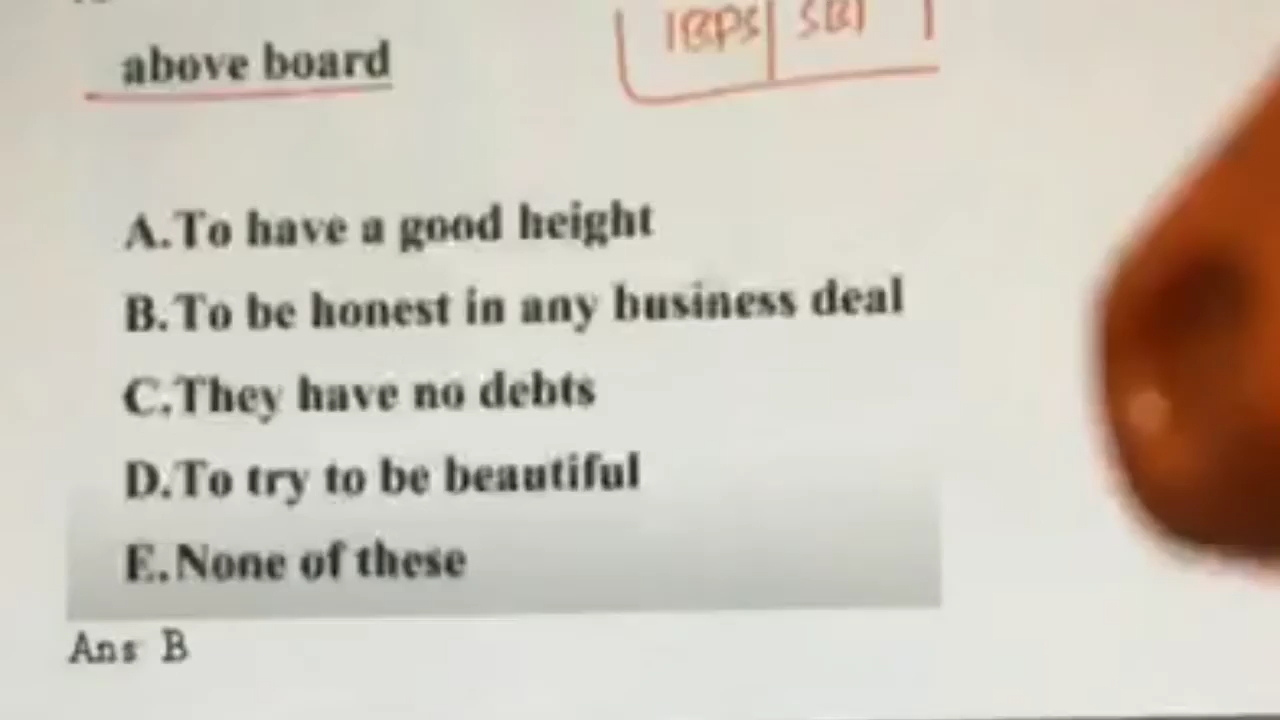 IBPS SBI
above board
A.To have a good height
B.To be honest in any business deal
C.They have no debts
D.To try to be beautiful
E.None of these
Ans B